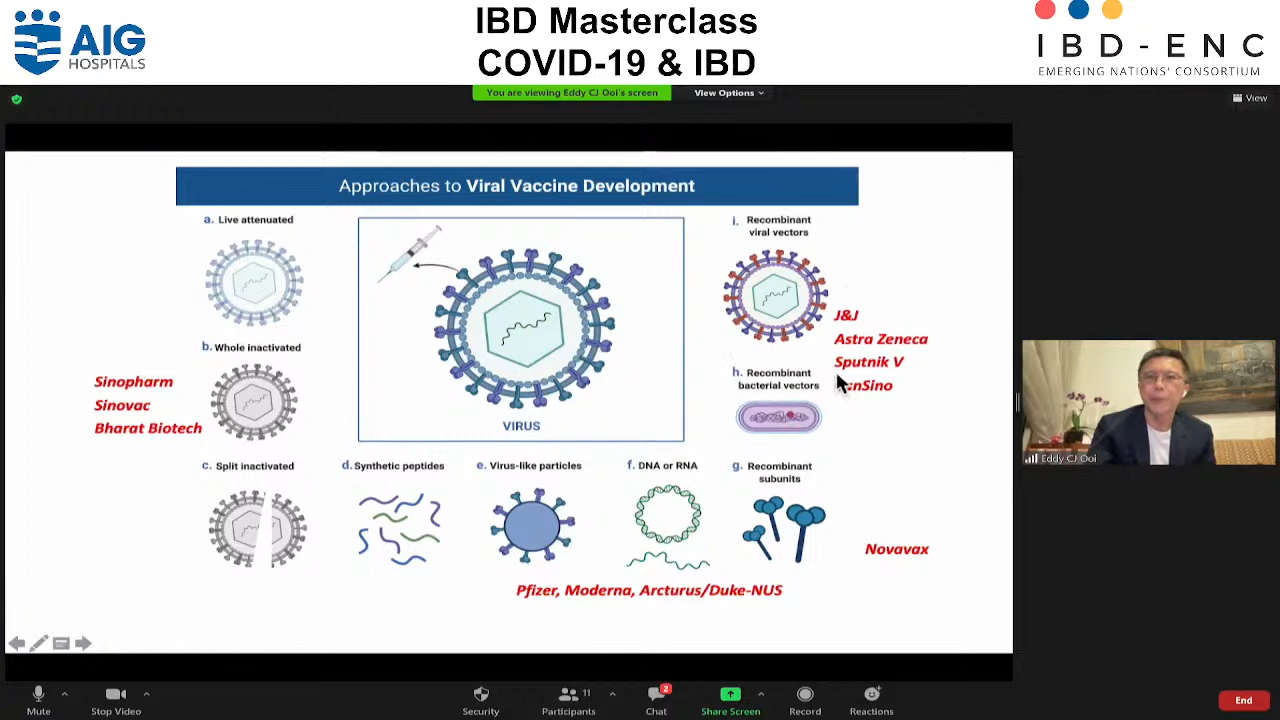 AIG
HOSPITALS
IBD Masterclass
COVID-19 & IBD
IBD-ENC
EMERGING NATIONS' CONSORTIUM
You are viewing Eddy CJ Ooi's screen
View Options
View
Approaches to Viral Vaccine Development
a. Live attenuated
b. Whole inactivated
Sinopharm
Sinovac
Bharat Biotech
c. Split inactivated
VIRUS
d. Synthetic peptides
e. Virus-like particles
f. DNA or RNA
Pfizer, Moderna, Arcturus/Duke-NUS
i. Recombinant
viral vectors
J&J
Astra Zeneca
Sputnik V
h. Recombinant
bacterial vectors
g. Recombinant
subunits
Novavax
Eddy CJ Ooi
Mute
Stop Video
Security
Participants
11
Chat
2
Share Screen
Record
Reactions
End